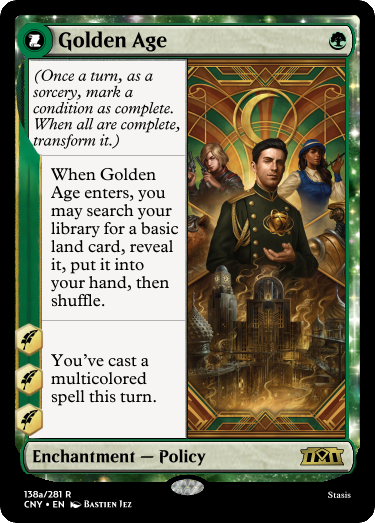 Golden Age
(Once a turn, as a
sorcery, mark a
condition as complete.
When all are complete,
transform it.)
When Golden
Age enters, you
may search your
library for a basic
land card, reveal
it, put it into
your hand, then
shuffle.
You've cast a
multicolored
spell this turn.
Enchantment — Policy
138a/281 R
CNY • EN Bastien Jez
Stasis